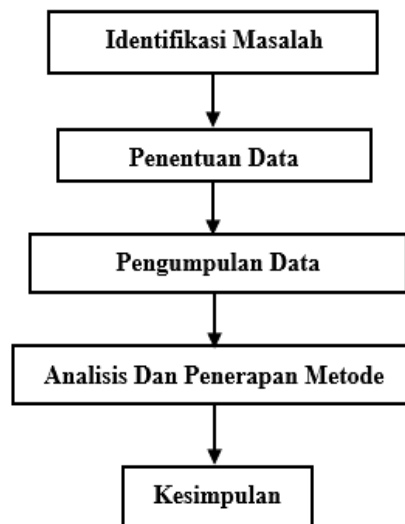 Identifikasi Masalah
Penentuan Data
Pengumpulan Data
Analisis Dan Penerapan Metode
Kesimpulan